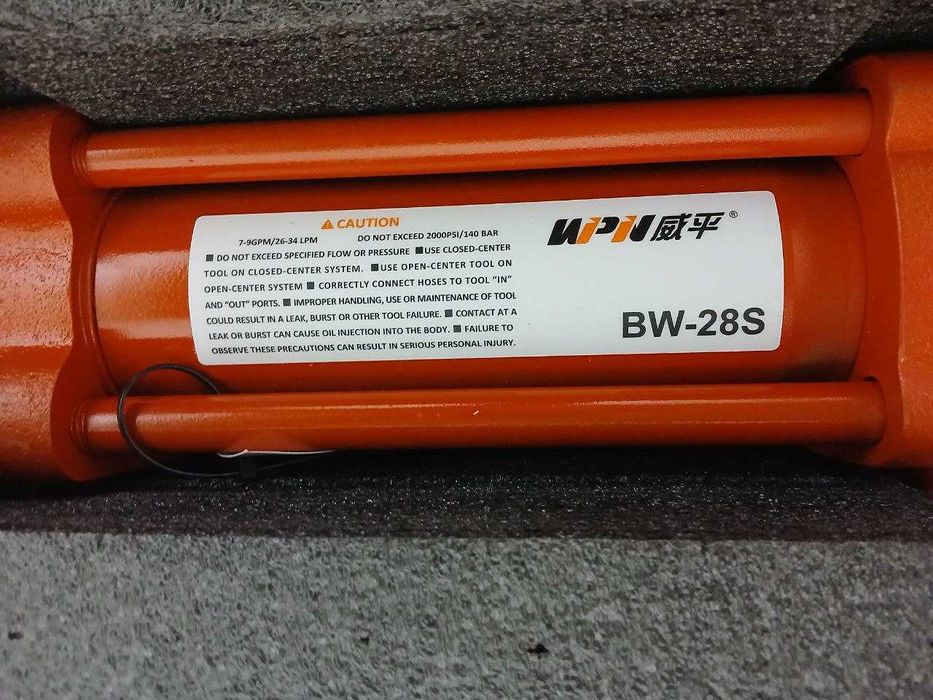 ⚠ CAUTION
7-9GPM/26-34 LPM DO NOT EXCEED 2000PSI/140 BAR
■ DO NOT EXCEED SPECIFIED FLOW OR PRESSURE ■ USE CLOSED-CENTER
TOOL ON CLOSED-CENTER SYSTEM. ■ USE OPEN-CENTER TOOL ON
OPEN-CENTER SYSTEM ■ CORRECTLY CONNECT HOSES TO TOOL "IN"
AND "OUT" PORTS. ■ IMPROPER HANDLING, USE OR MAINTENANCE OF TOOL
COULD RESULT IN A LEAK, BURST OR OTHER TOOL FAILURE. ■ CONTACT AT A
LEAK OR BURST CAN CAUSE OIL INJECTION INTO THE BODY. ■ FAILURE TO
OBSERVE THESE PRECAUTIONS CAN RESULT IN SERIOUS PERSONAL INJURY.
WPIN威平®
BW-28S